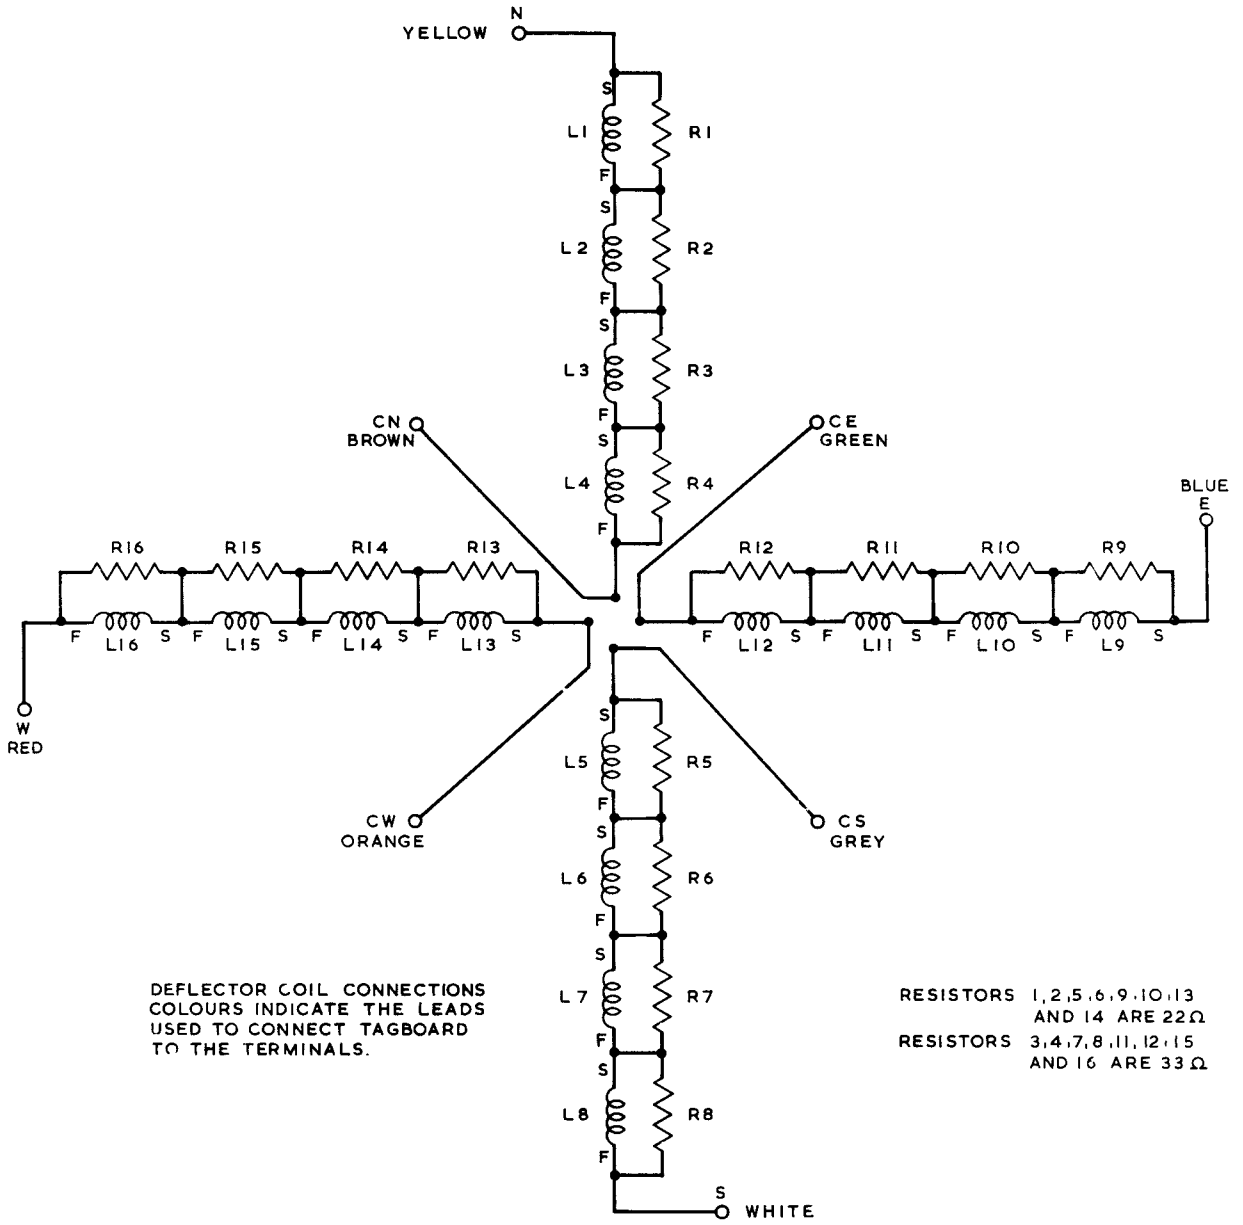 N
YELLOW
S
L1 R1
F
S
L2 R2
F
S
L3 R3
F
CN
BROWN
CE
GREEN
S
L4 R4
F
BLUE
E
R16 R15 R14 R13
R12 R11 R10 R9
F L16 S F L15 S F L14 S F L13 S
F L12 S F L11 S F L10 S F L9 S
W
RED
S
L5 R5
F
CW
ORANGE
CS
GREY
S
L6 R6
F
S
L7 R7
F
S
L8 R8
F
S
WHITE
DEFLECTOR COIL CONNECTIONS
COLOURS INDICATE THE LEADS
USED TO CONNECT TAGBOARD
TO THE TERMINALS.
RESISTORS 1,2,5,6,9,10,13
AND 14 ARE 22Ω
RESISTORS 3,4,7,8,11,12,15
AND 16 ARE 33Ω